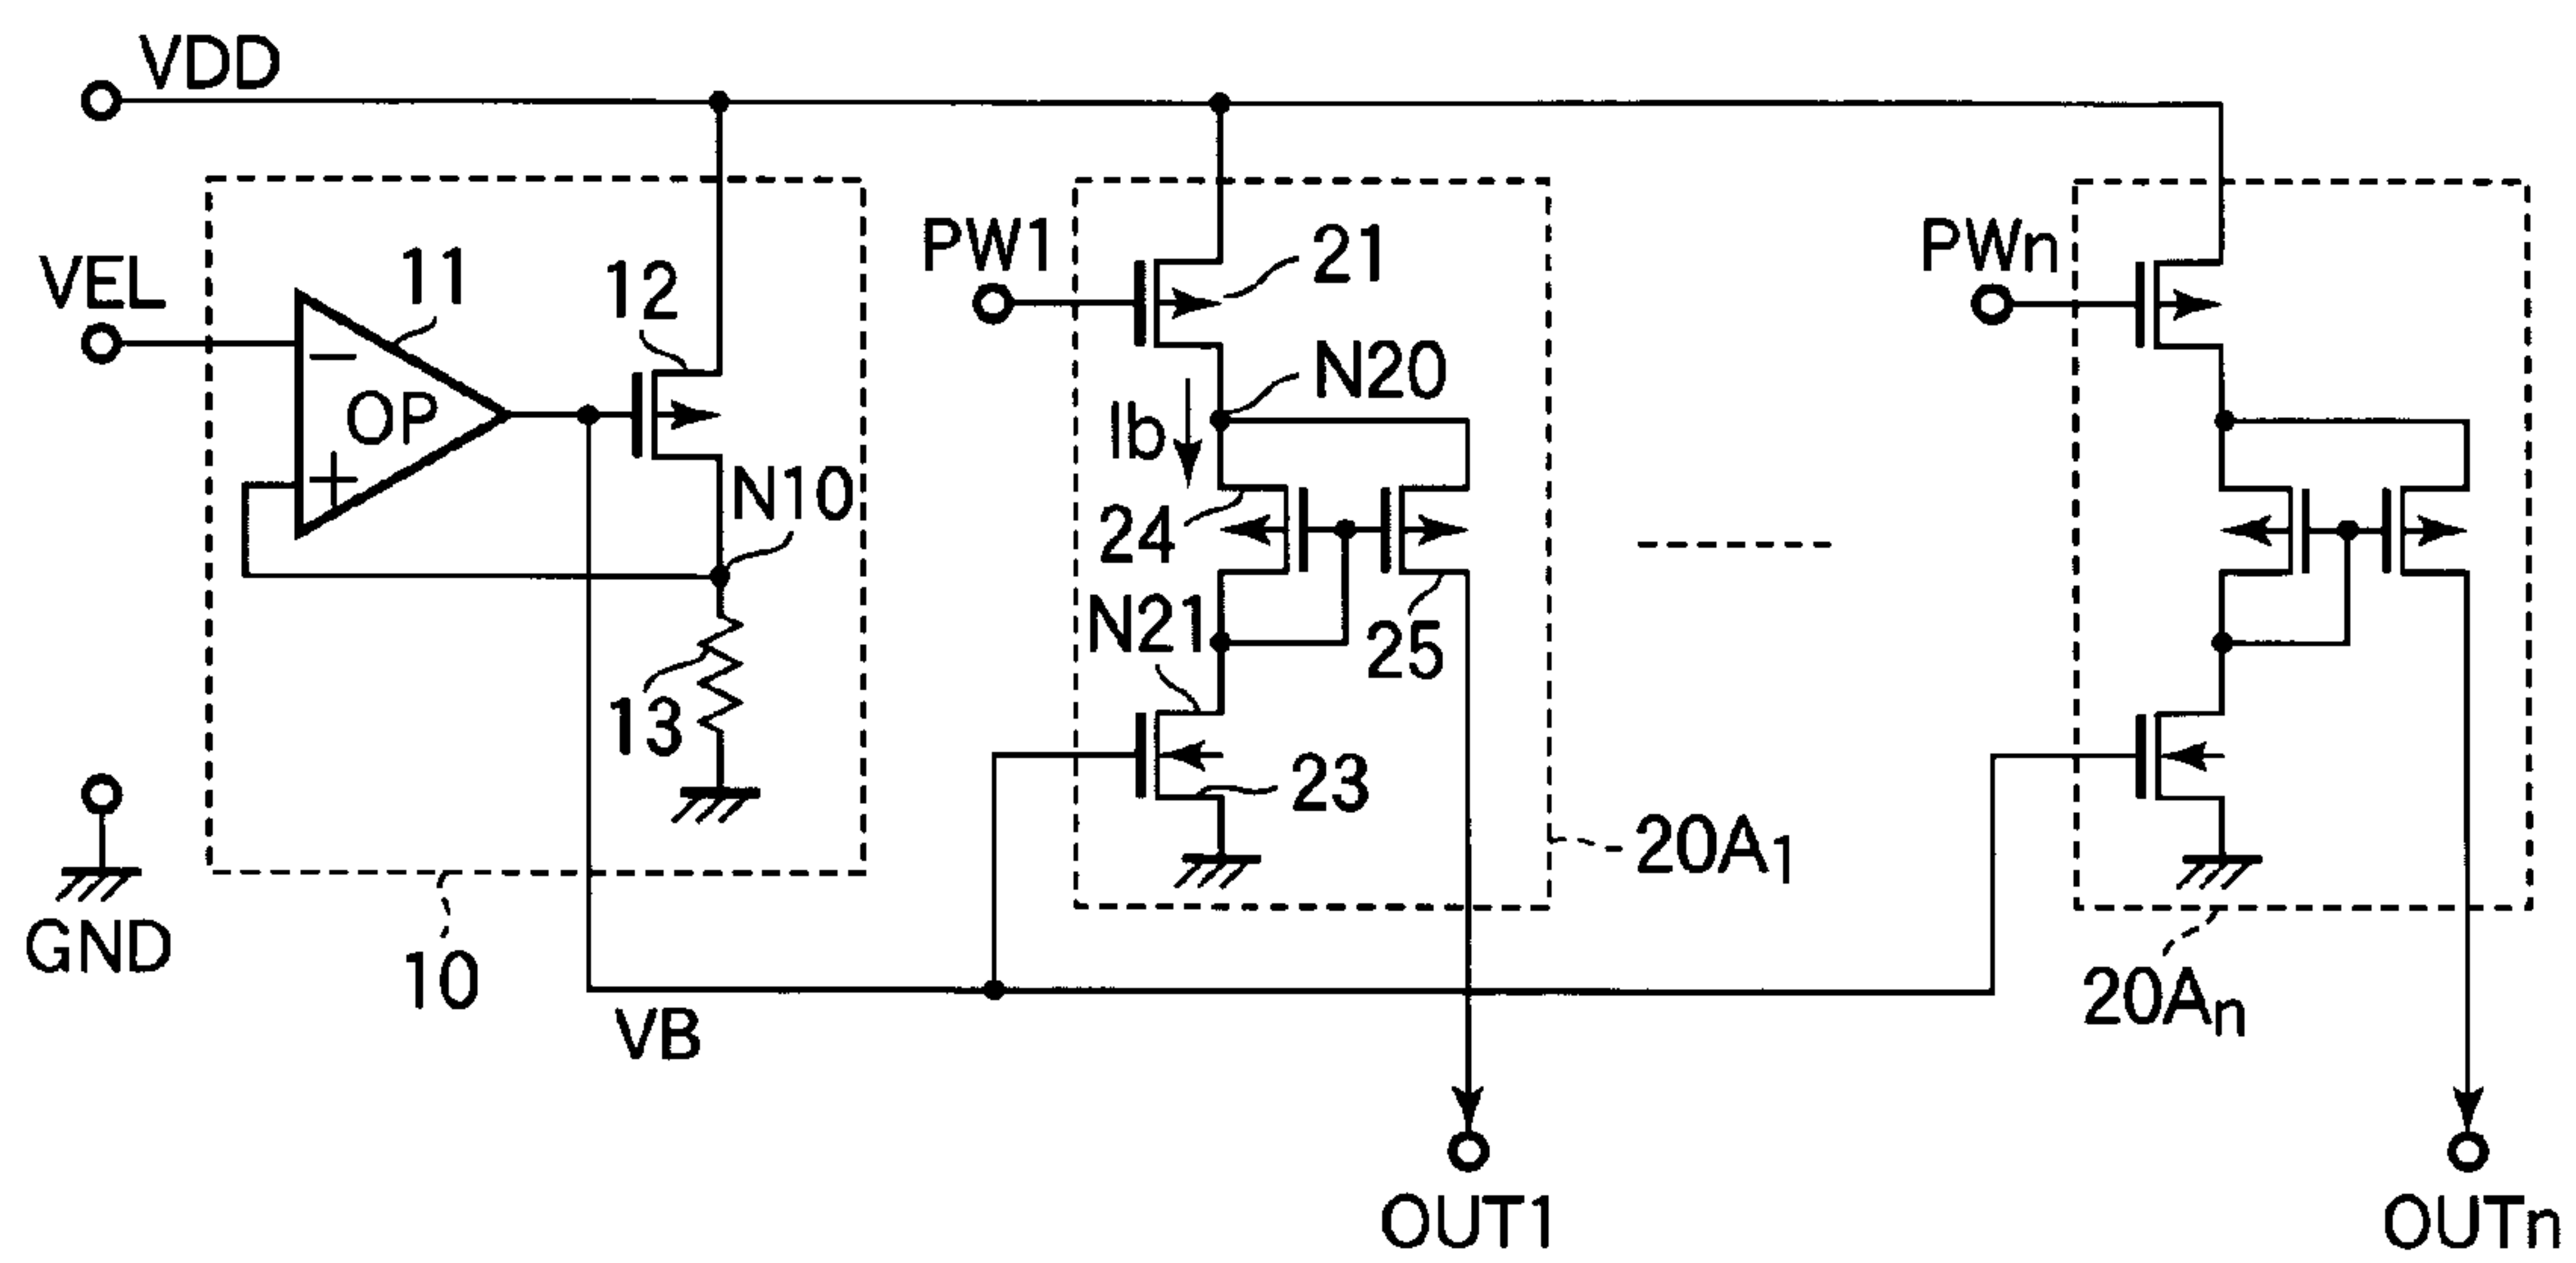 VDD
VEL
11
12
OP
−
+
N10
13
GND
10
VB
PW1
21
N20
Ib
24
25
N21
23
20A1
OUT1
PWn
20An
OUTn